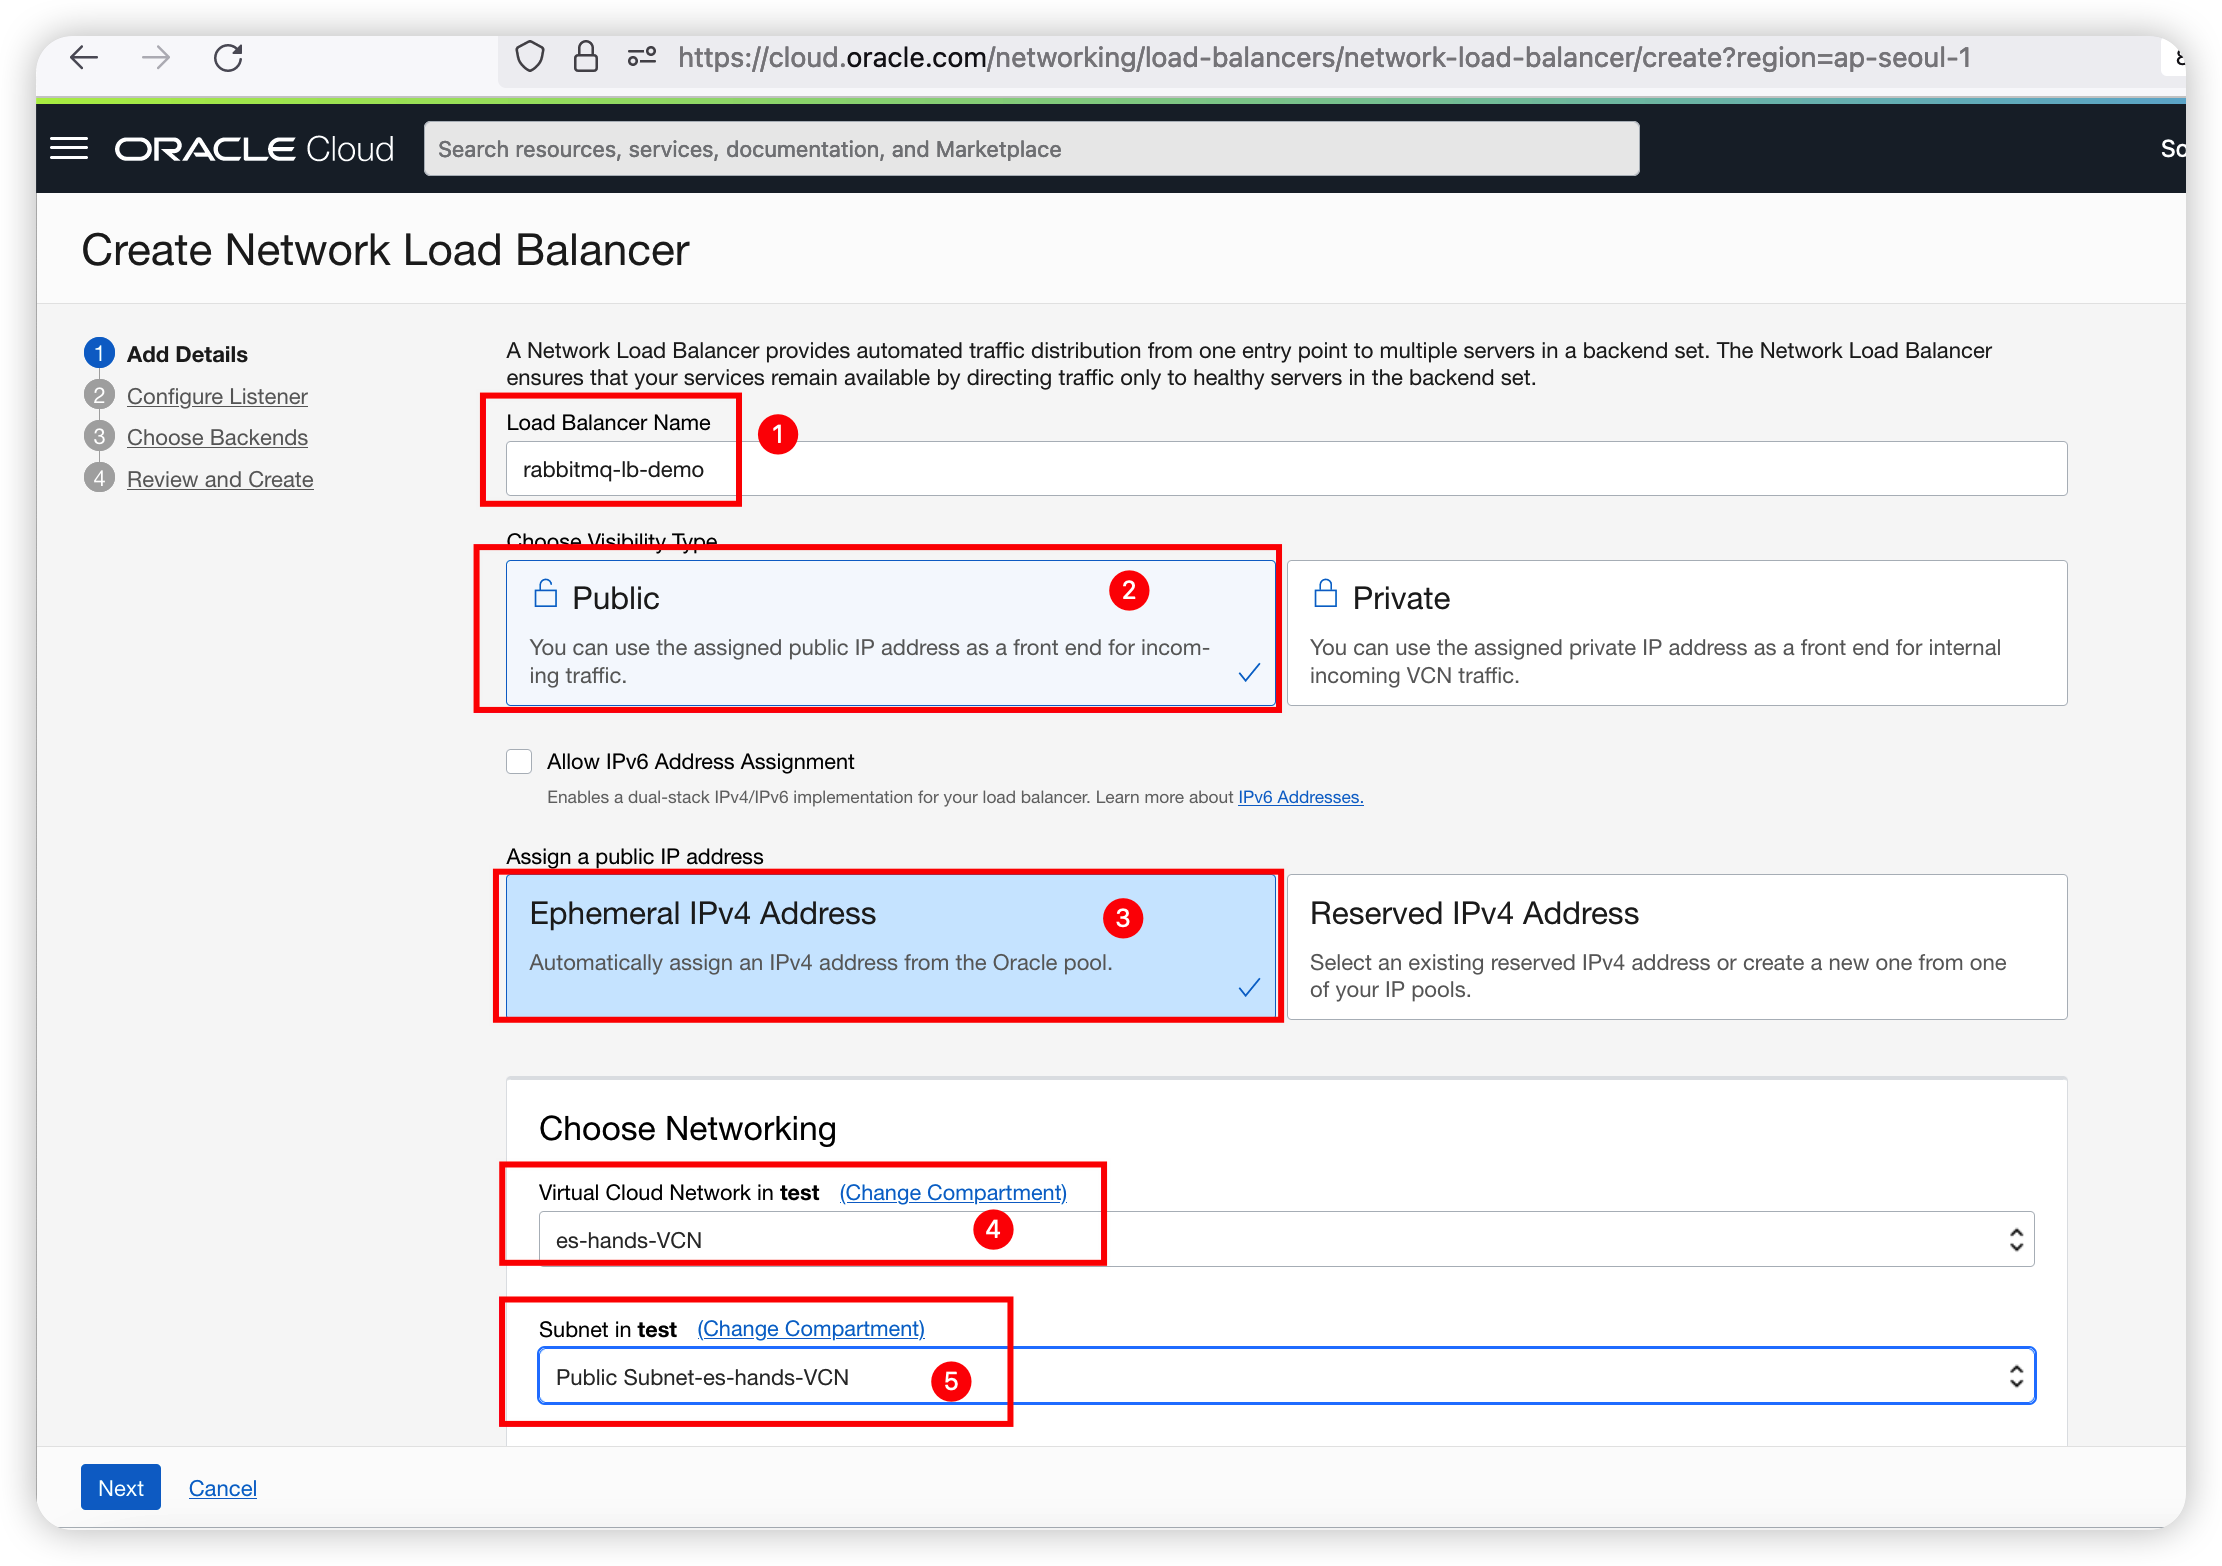 https://cloud.oracle.com/networking/load-balancers/network-load-balancer/create?region=ap-seoul-1
ORACLE Cloud
Search resources, services, documentation, and Marketplace
Create Network Load Balancer
1 Add Details
2 Configure Listener
3 Choose Backends
4 Review and Create
A Network Load Balancer provides automated traffic distribution from one entry point to multiple servers in a backend set. The Network Load Balancer
ensures that your services remain available by directing traffic only to healthy servers in the backend set.
Load Balancer Name
1
rabbitmq-lb-demo
Choose Visibility Type
Public
2
You can use the assigned public IP address as a front end for incom-
ing traffic.
Private
You can use the assigned private IP address as a front end for internal
incoming VCN traffic.
Allow IPv6 Address Assignment
Enables a dual-stack IPv4/IPv6 implementation for your load balancer. Learn more about IPv6 Addresses.
Assign a public IP address
Ephemeral IPv4 Address
3
Automatically assign an IPv4 address from the Oracle pool.
Reserved IPv4 Address
Select an existing reserved IPv4 address or create a new one from one
of your IP pools.
Choose Networking
Virtual Cloud Network in test (Change Compartment)
es-hands-VCN
4
Subnet in test (Change Compartment)
Public Subnet-es-hands-VCN
5
Next
Cancel